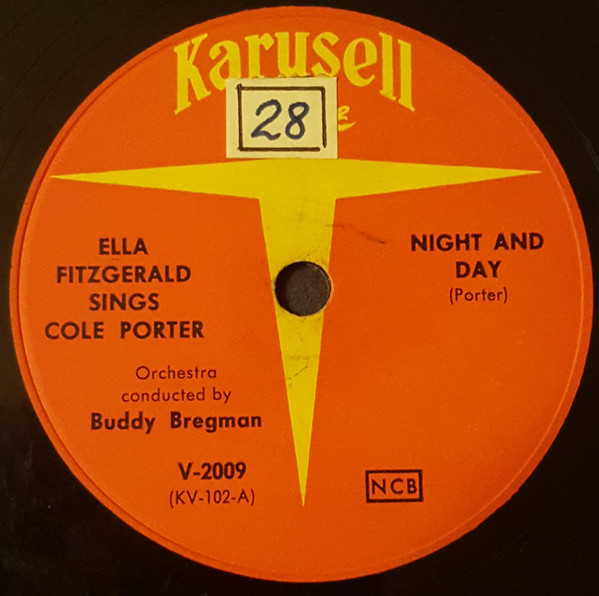 Karusell
28
ELLA
FITZGERALD
SINGS
COLE PORTER
Orchestra
conducted by
Buddy Bregman
V-2009
(KV-102-A)
NIGHT AND
DAY
(Porter)
NCB